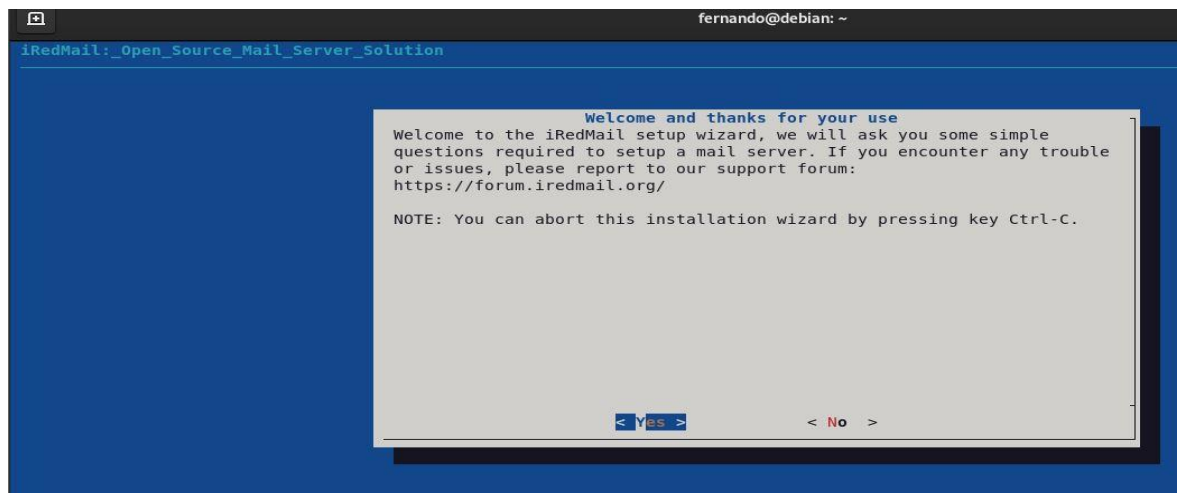 fernando@debian: ~
iRedMail:_Open_Source_Mail_Server_Solution
Welcome and thanks for your use
Welcome to the iRedMail setup wizard, we will ask you some simple
questions required to setup a mail server. If you encounter any trouble
or issues, please report to our support forum:
https://forum.iredmail.org/
NOTE: You can abort this installation wizard by pressing key Ctrl-C.
< Yes > < No >